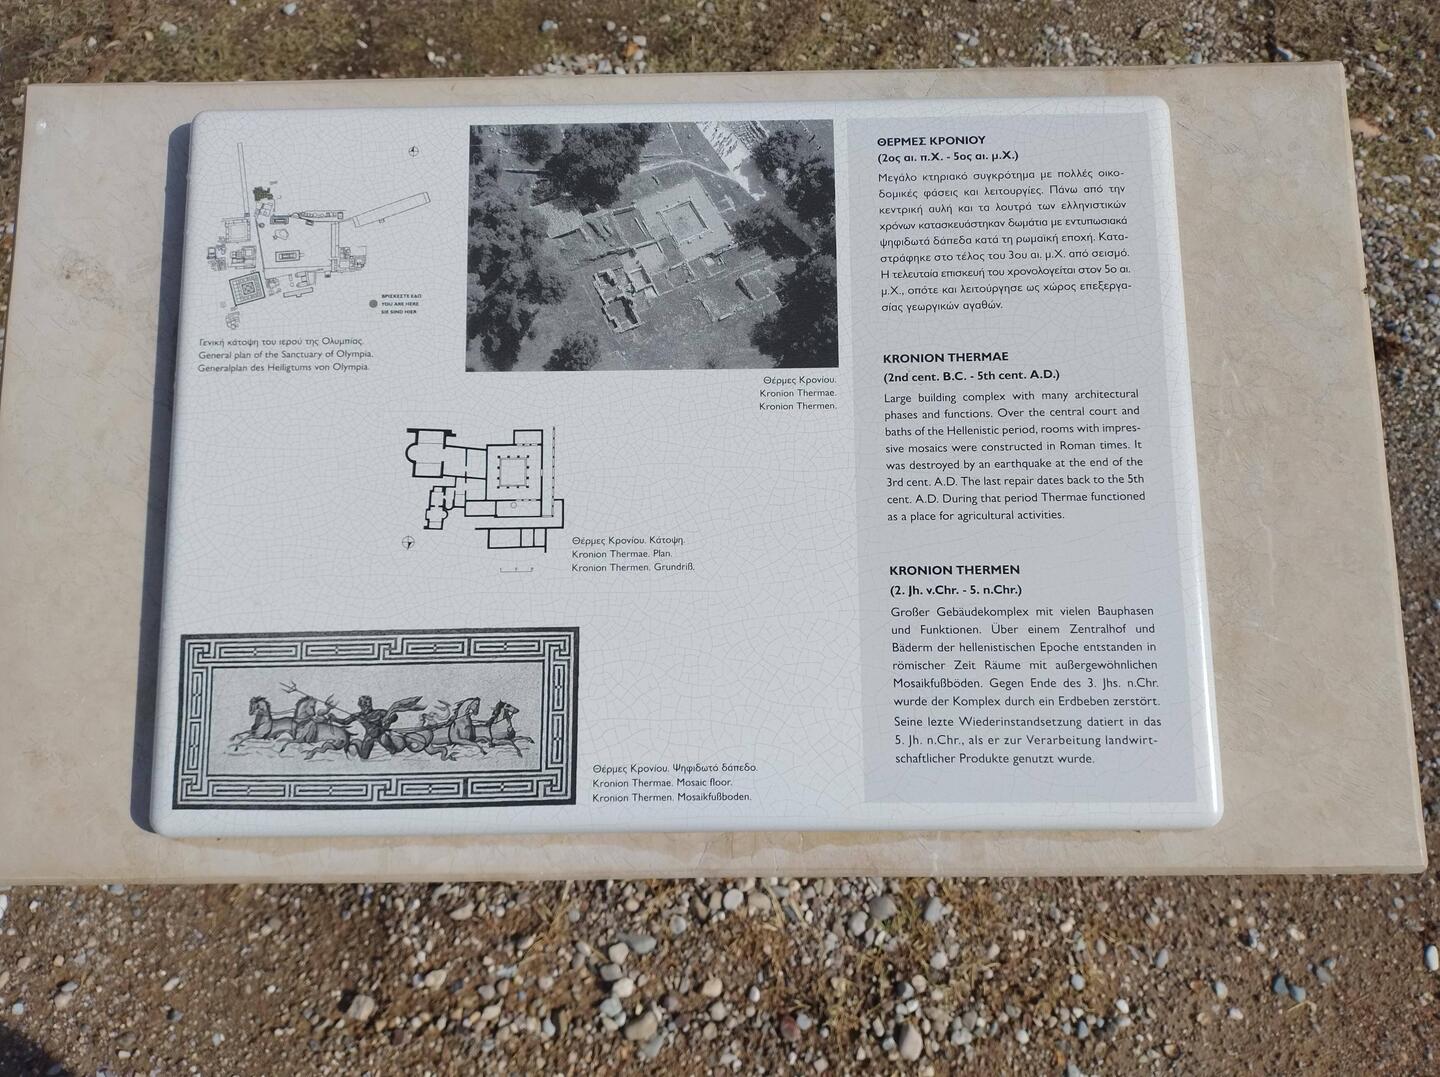 ΒΡΙΣΚΕΣΤΕ ΕΔΩ
YOU ARE HERE
SIE SIND HIER
Γενική κάτοψη του ιερού της Ολυμπίας.
General plan of the Sanctuary of Olympia.
Generalplan des Heiligtums von Olympia.
Θέρμες Κρονίου.
Kronion Thermae.
Kronion Thermen.
Θέρμες Κρονίου. Κάτοψη.
Kronion Thermae. Plan.
Kronion Thermen. Grundriß.
Θέρμες Κρονίου. Ψηφιδωτό δάπεδο.
Kronion Thermae. Mosaic floor.
Kronion Thermen. Mosaikfußboden.
ΘΕΡΜΕΣ ΚΡΟΝΙΟΥ
(2ος αι. π.Χ. - 5ος αι. μ.Χ.)
Μεγάλο κτηριακό συγκρότημα με πολλές οικο-
δομικές φάσεις και λειτουργίες. Πάνω από την
κεντρική αυλή και τα λουτρά των ελληνιστικών
χρόνων κατασκευάστηκαν δωμάτια με εντυπωσιακά
ψηφιδωτά δάπεδα κατά τη ρωμαϊκή εποχή. Κατα-
στράφηκε στο τέλος του 3ου αι. μ.Χ. από σεισμό.
Η τελευταία επισκευή του χρονολογείται στον 5ο αι.
μ.Χ., οπότε και λειτούργησε ως χώρος επεξεργα-
σίας γεωργικών αγαθών.
KRONION THERMAE
(2nd cent. B.C. - 5th cent. A.D.)
Large building complex with many architectural
phases and functions. Over the central court and
baths of the Hellenistic period, rooms with impres-
sive mosaics were constructed in Roman times. It
was destroyed by an earthquake at the end of the
3rd cent. A.D. The last repair dates back to the 5th
cent. A.D. During that period Thermae functioned
as a place for agricultural activities.
KRONION THERMEN
(2. Jh. v.Chr. - 5. n.Chr.)
Großer Gebäudekomplex mit vielen Bauphasen
und Funktionen. Über einem Zentralhof und
Bäderm der hellenistischen Epoche entstanden in
römischer Zeit Räume mit außergewöhnlichen
Mosaikfußböden. Gegen Ende des 3. Jhs. n.Chr.
wurde der Komplex durch ein Erdbeben zerstört.
Seine lezte Wiederinstandsetzung datiert in das
5. Jh. n.Chr., als er zur Verarbeitung landwirt-
schaftlicher Produkte genutzt wurde.